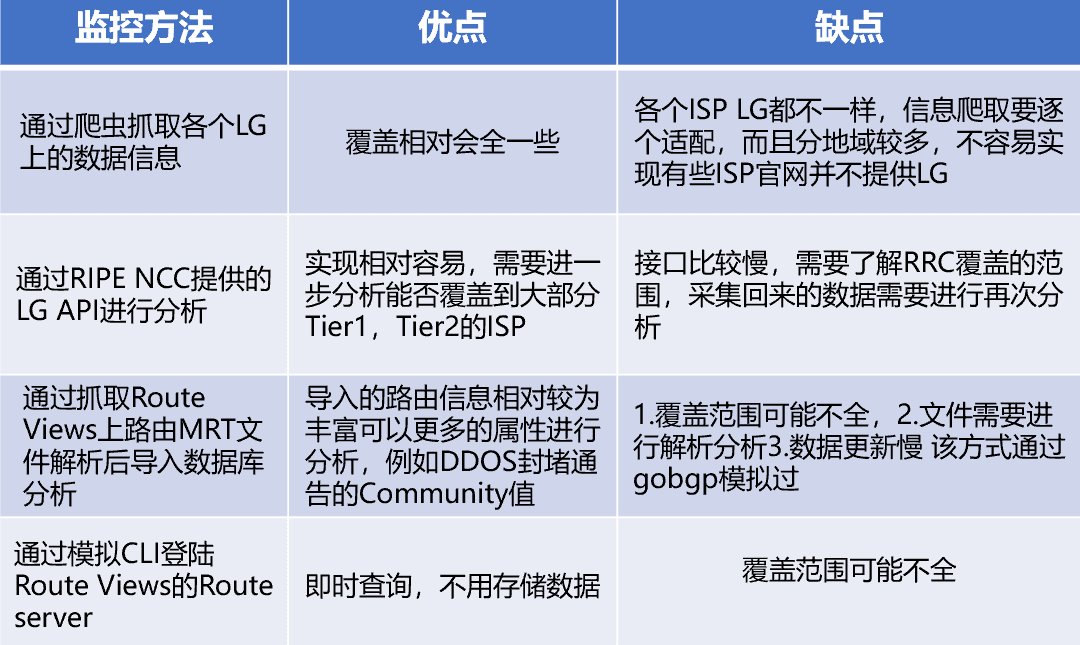 监控方法
优点
缺点
通过爬虫抓取各个LG
上的数据信息
覆盖相对会全一些
各个ISP LG都不一样，信息爬取要逐
个适配，而且分地域较多，不容易实
现有些ISP官网并不提供LG
通过RIPE NCC提供的
LG API进行分析
实现相对容易，需要进一
步分析能否覆盖到大部分
Tier1，Tier2的ISP
接口比较慢，需要了解RRC覆盖的范
围，采集回来的数据需要进行再次分
析
通过抓取Route
Views上路由MRT文
件解析后导入数据库
分析
导入的路由信息相对较为
丰富可以更多的属性进行
分析，例如DDOS封堵通
告的Community值
1.覆盖范围可能不全，2.文件需要进
行解析分析3.数据更新慢 该方式通过
gobgp模拟过
通过模拟CLI登陆
Route Views的Route
server
即时查询，不用存储数据
覆盖范围可能不全